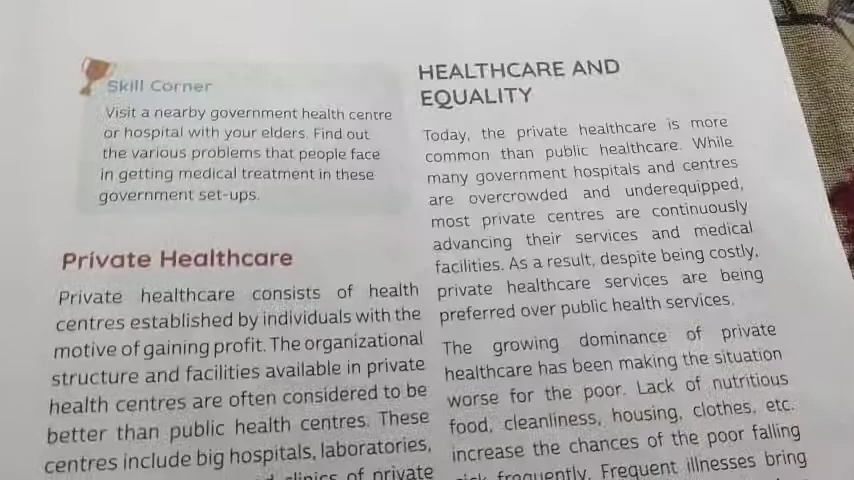 Skill Corner
Visit a nearby government health centre
or hospital with your elders. Find out
the various problems that people face
in getting medical treatment in these
government set-ups.
Private Healthcare
Private healthcare consists of health
centres established by individuals with the
motive of gaining profit. The organizational
structure and facilities available in private
health centres are often considered to be
better than public health centres. These
centres include big hospitals, laboratories,
clinics of private
HEALTHCARE AND
EQUALITY
Today, the private healthcare is more
common than public healthcare. While
many government hospitals and centres
are overcrowded and underequipped,
most private centres are continuously
advancing their services and medical
facilities. As a result, despite being costly,
private healthcare services are being
preferred over public health services.
The growing dominance of private
healthcare has been making the situation
worse for the poor. Lack of nutritious
food, cleanliness, housing, clothes, etc.
increase the chances of the poor falling
sick frequently. Frequent illnesses bring